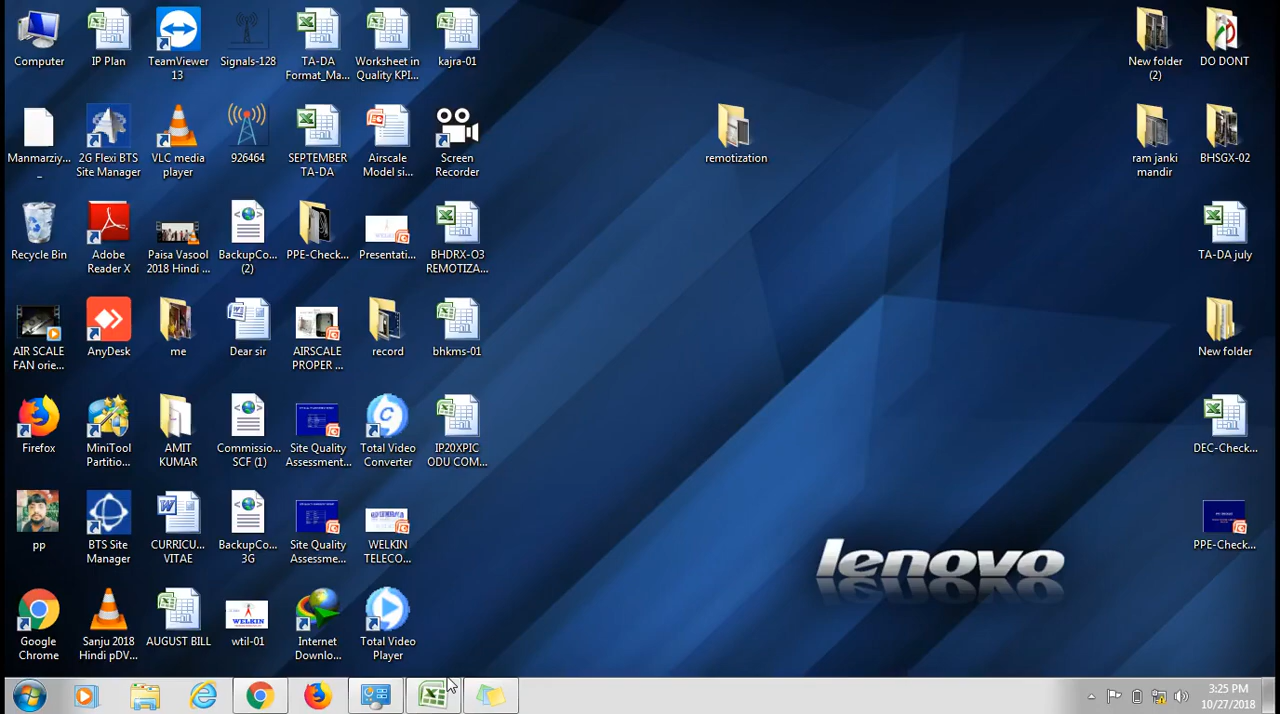 Computer
IP Plan
TeamViewer
13
Signals-128
TA-DA
Format_Ma...
Worksheet in
Quality KPI...
kajra-01
Manmarziy...
_
2G Flexi BTS
Site Manager
VLC media
player
926464
SEPTEMBER
TA-DA
Airscale
Model si...
Screen
Recorder
Recycle Bin
Adobe
Reader X
Paisa Vasool
2018 Hindi ...
BackupCo...
(2)
PPE-Check...
Presentati...
BHDRX-O3
REMOTIZA...
AIR SCALE
FAN orie...
AnyDesk
me
Dear sir
AIRSCALE
PROPER ...
record
bhkms-01
Firefox
MiniTool
Partitio...
AMIT
KUMAR
Commissio...
SCF (1)
Site Quality
Assessment...
Total Video
Converter
IP20XPIC
ODU COM...
pp
BTS Site
Manager
CURRICU...
VITAE
BackupCo...
3G
Site Quality
Assessme...
WELKIN
TELECO...
Google
Chrome
Sanju 2018
Hindi pDV...
AUGUST BILL
WELKIN
wtil-01
Internet
Downlo...
Total Video
Player
remotization
New folder
(2)
DO DONT
ram janki
mandir
BHSGX-02
TA-DA july
New folder
DEC-Check...
PPE-Check...
lenovo
3:25 PM
10/27/2018